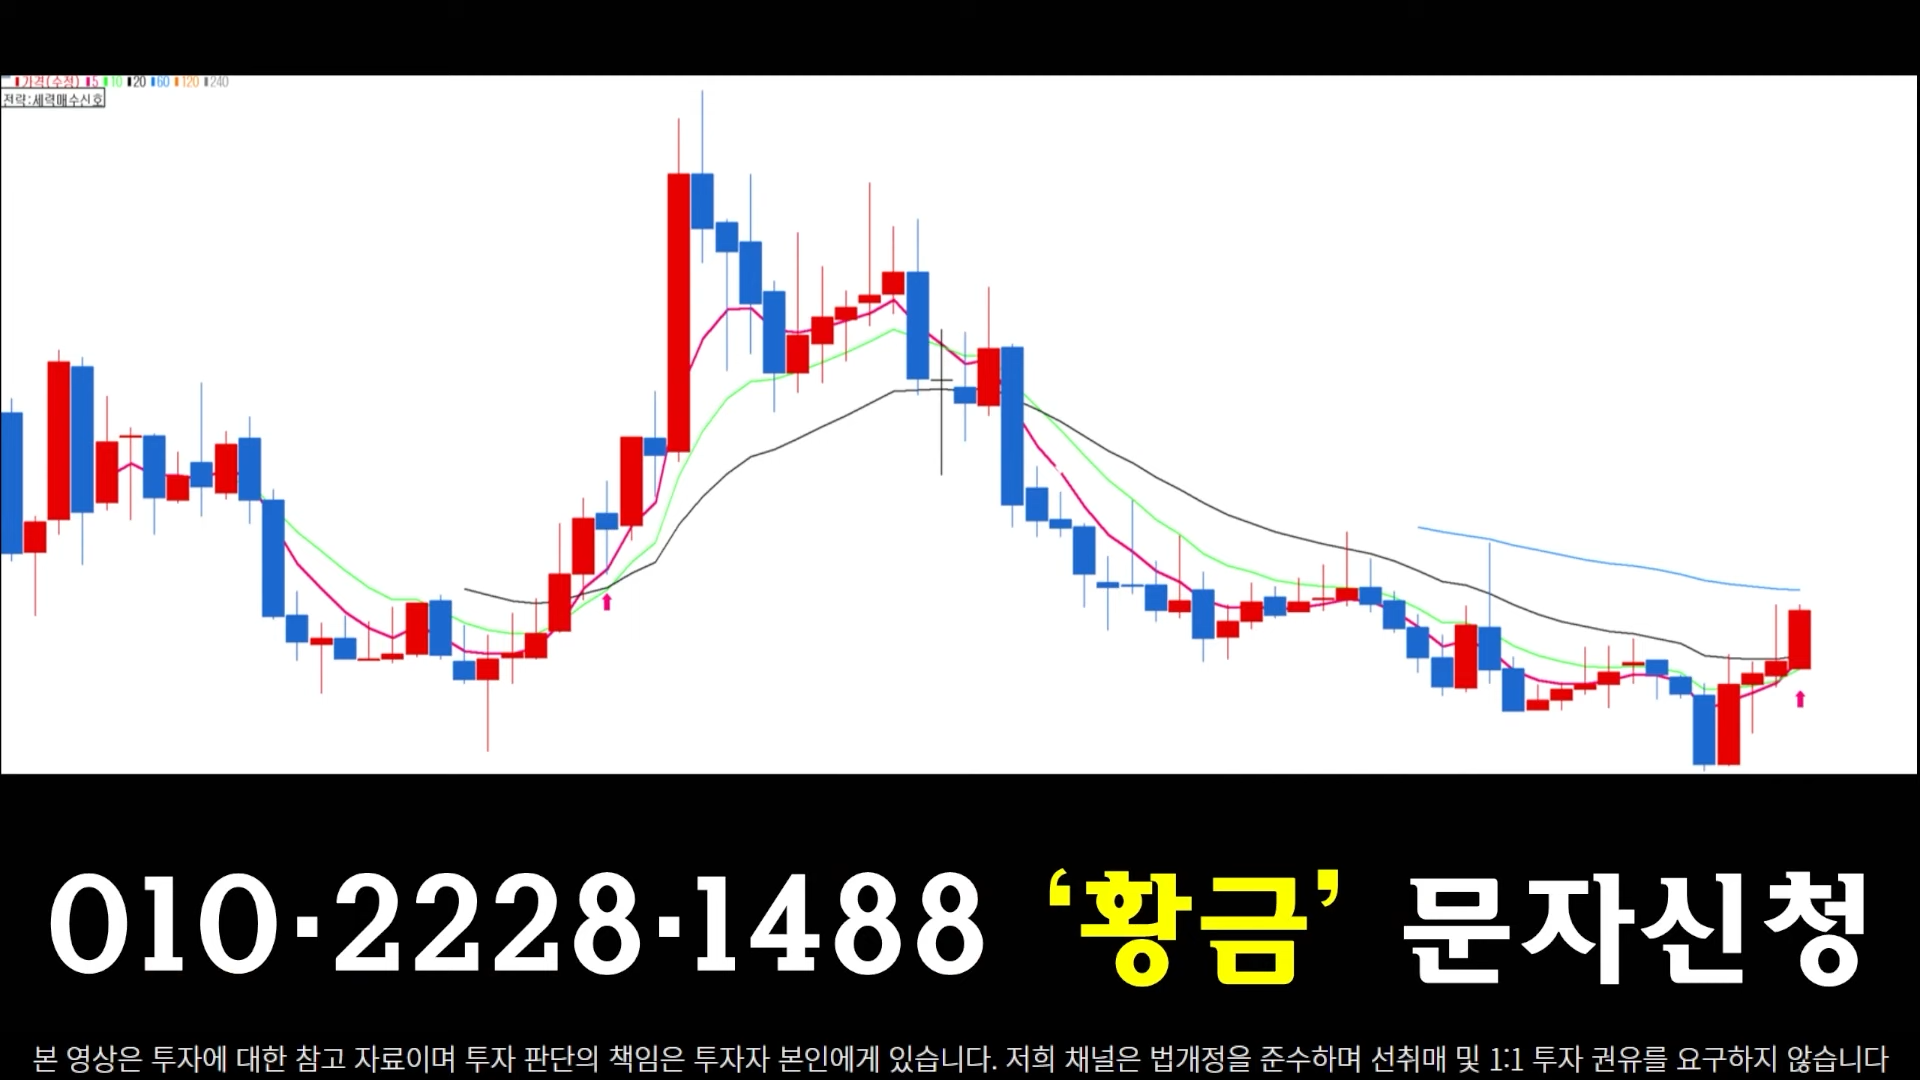 가격(수정) 5 10 20 60 120 240
전략:세력매수신호
010·2228·1488 ‘황금’ 문자신청
본 영상은 투자에 대한 참고 자료이며 투자 판단의 책임은 투자자 본인에게 있습니다. 저희 채널은 법개정을 준수하며 선취매 및 1:1 투자 권유를 요구하지 않습니다